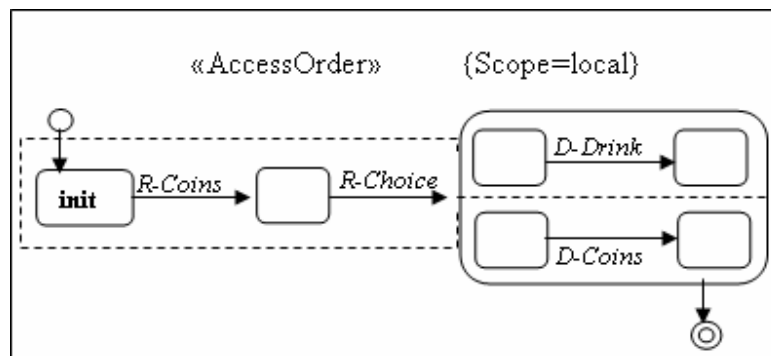 «AccessOrder» {Scope=local}
D-Drink
R-Coins R-Choice
init
D-Coins